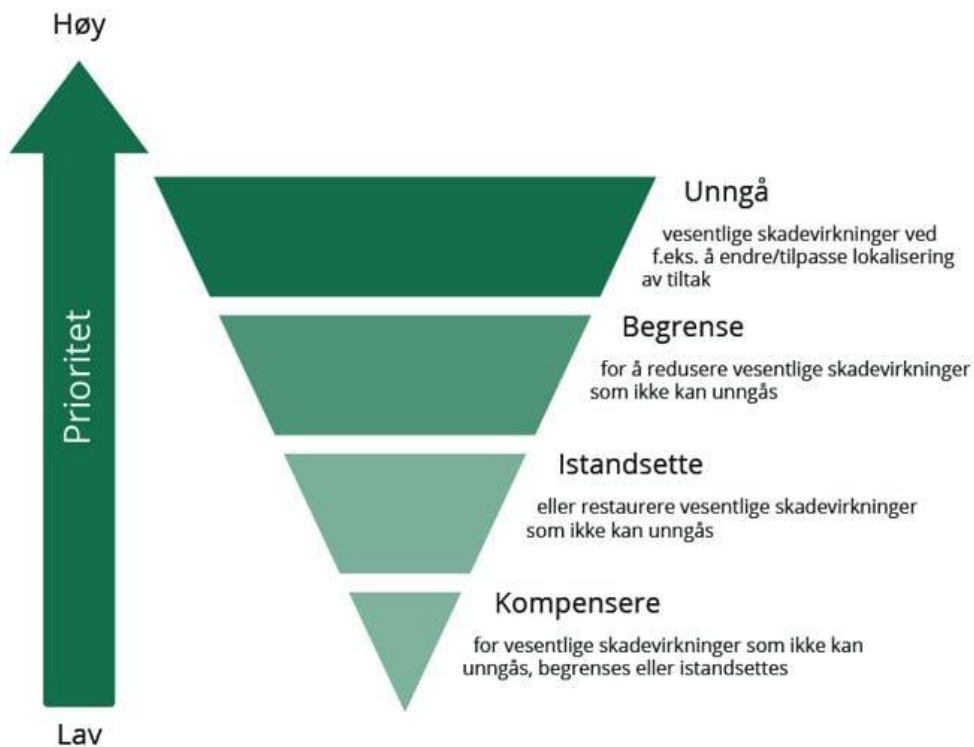 Høy
Prioritet
Unngå
vesentlige skadevirkninger ved
f.eks. å endre/tilpasse lokalisering
av tiltak
Begrense
for å redusere vesentlige skadevirkninger
som ikke kan unngås
Istandsette
eller restaurere vesentlige skadevirkninger
som ikke kan unngås
Kompensere
for vesentlige skadevirkninger som ikke kan
unngås, begrenses eller istandsettes
Lav